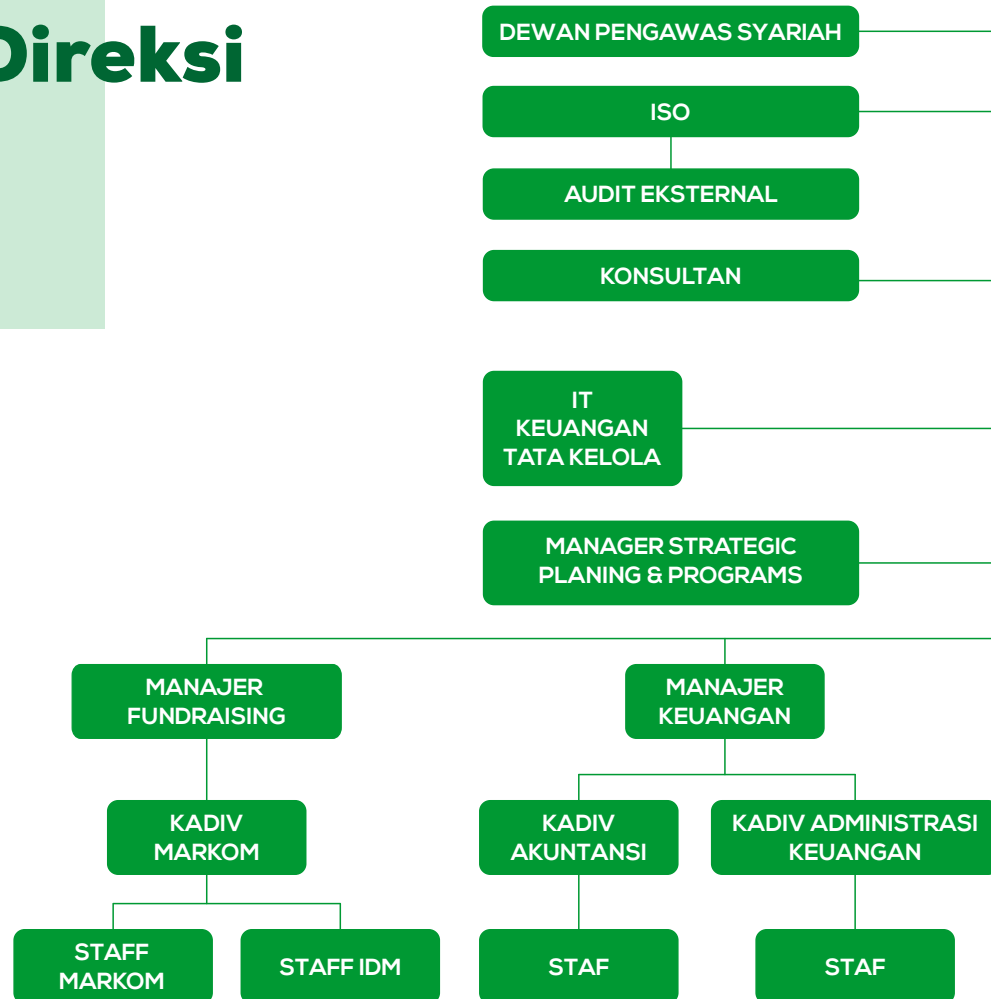 Direksi
DEWAN PENGAWAS SYARIAH
ISO
AUDIT EKSTERNAL
KONSULTAN
IT
KEUANGAN
TATA KELOLA
MANAGER STRATEGIC
PLANING & PROGRAMS
MANAJER
FUNDRAISING
MANAJER
KEUANGAN
KADIV
MARKOM
KADIV
AKUNTANSI
KADIV ADMINISTRASI
KEUANGAN
STAFF
MARKOM
STAFF IDM
STAF
STAF